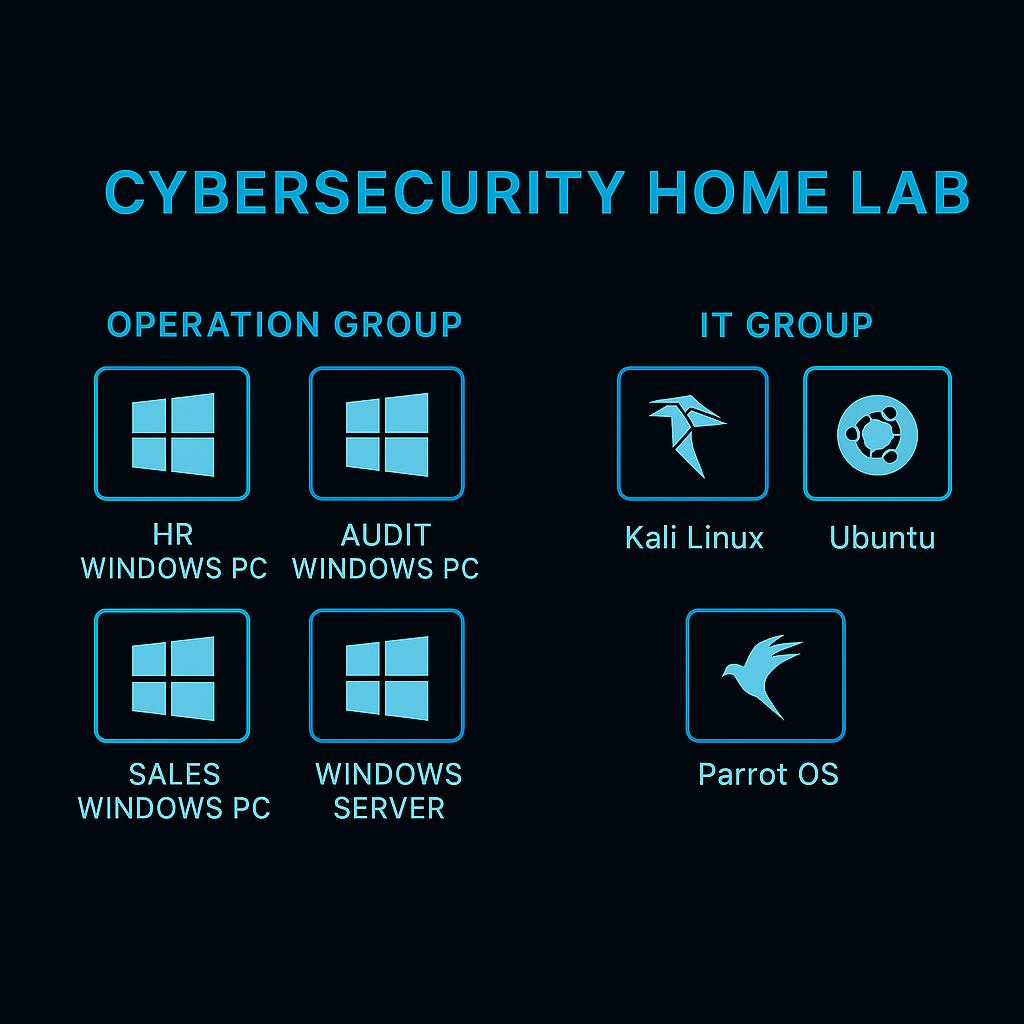 CYBERSECURITY HOME LAB
OPERATION GROUP
HR
WINDOWS PC
AUDIT
WINDOWS PC
SALES
WINDOWS PC
WINDOWS
SERVER
IT GROUP
Kali Linux
Ubuntu
Parrot OS